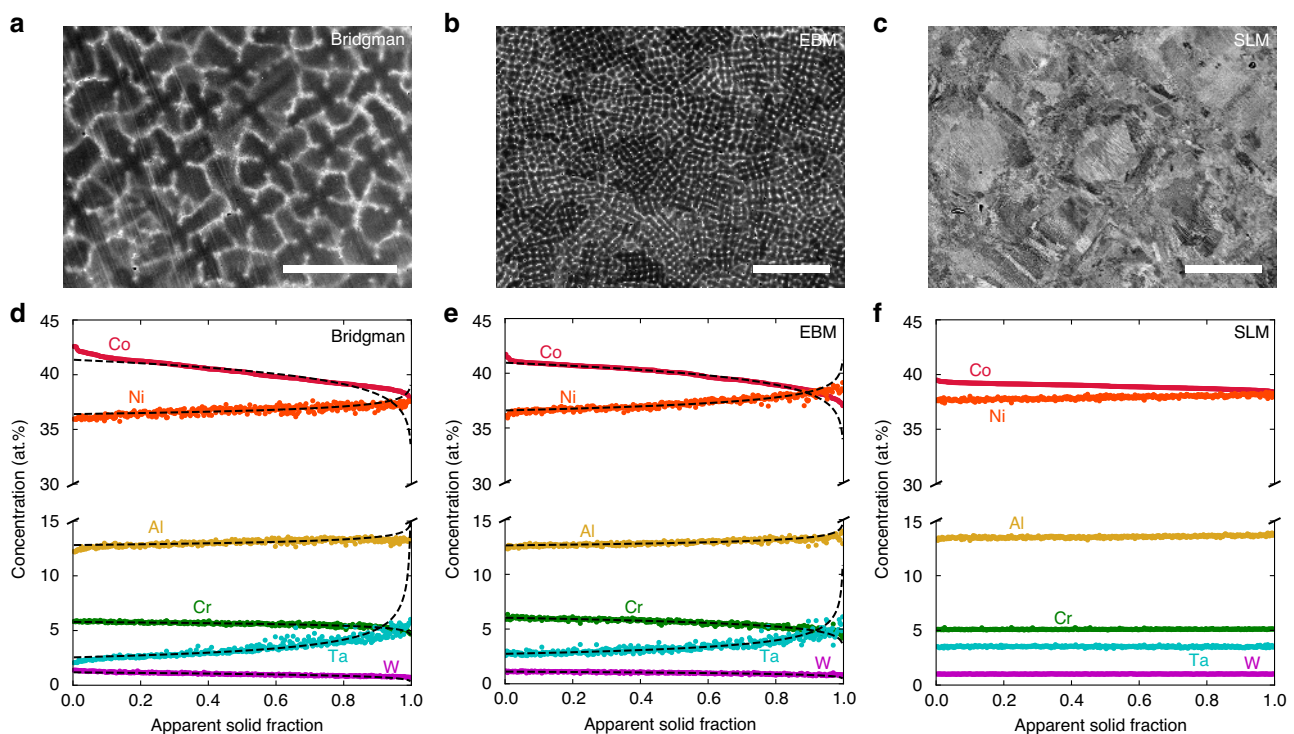 a
Bridgman
b
EBM
c
SLM
d
45
40
35
30
15
10
5
0
Concentration (at.%)
Bridgman
Co
Ni
Al
Cr
Ta
W
0.0 0.2 0.4 0.6 0.8 1.0
Apparent solid fraction
e
45
40
35
30
15
10
5
0
Concentration (at.%)
EBM
Co
Ni
Al
Cr
Ta
W
0.0 0.2 0.4 0.6 0.8 1.0
Apparent solid fraction
f
45
40
35
30
15
10
5
0
Concentration (at.%)
SLM
Co
Ni
Al
Cr
Ta
W
0.0 0.2 0.4 0.6 0.8 1.0
Apparent solid fraction